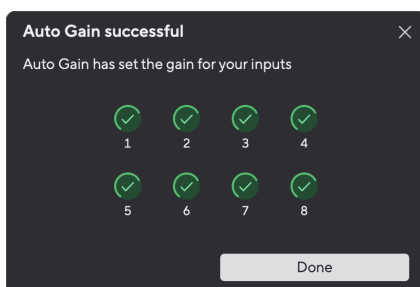 Auto Gain successful
Auto Gain has set the gain for your inputs
1 2 3 4
5 6 7 8
Done